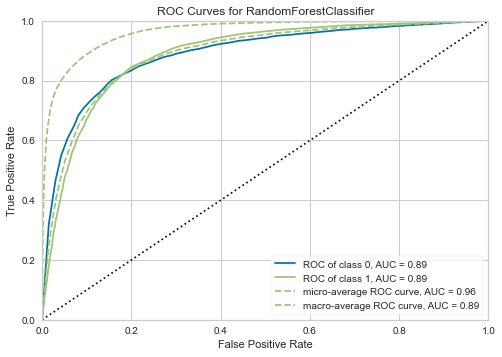 ROC Curves for RandomForestClassifier
True Positive Rate
1.0
0.8
0.6
0.4
0.2
0.0
ROC of class 0, AUC = 0.89
ROC of class 1, AUC = 0.89
micro-average ROC curve, AUC = 0.96
macro-average ROC curve, AUC = 0.89
0.0 0.2 0.4 0.6 0.8 1.0
False Positive Rate